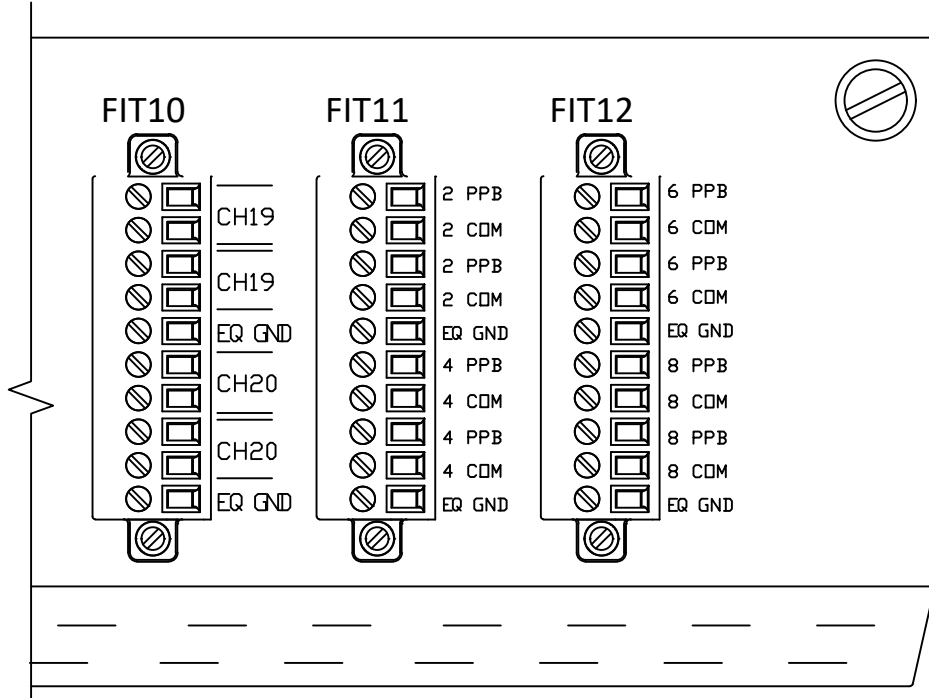 FIT10
CH19
CH19
EQ GND
CH20
CH20
EQ GND
FIT11
2 PPB
2 COM
2 PPB
2 COM
EQ GND
4 PPB
4 COM
4 PPB
4 COM
EQ GND
FIT12
6 PPB
6 COM
6 PPB
6 COM
EQ GND
8 PPB
8 COM
8 PPB
8 COM
EQ GND